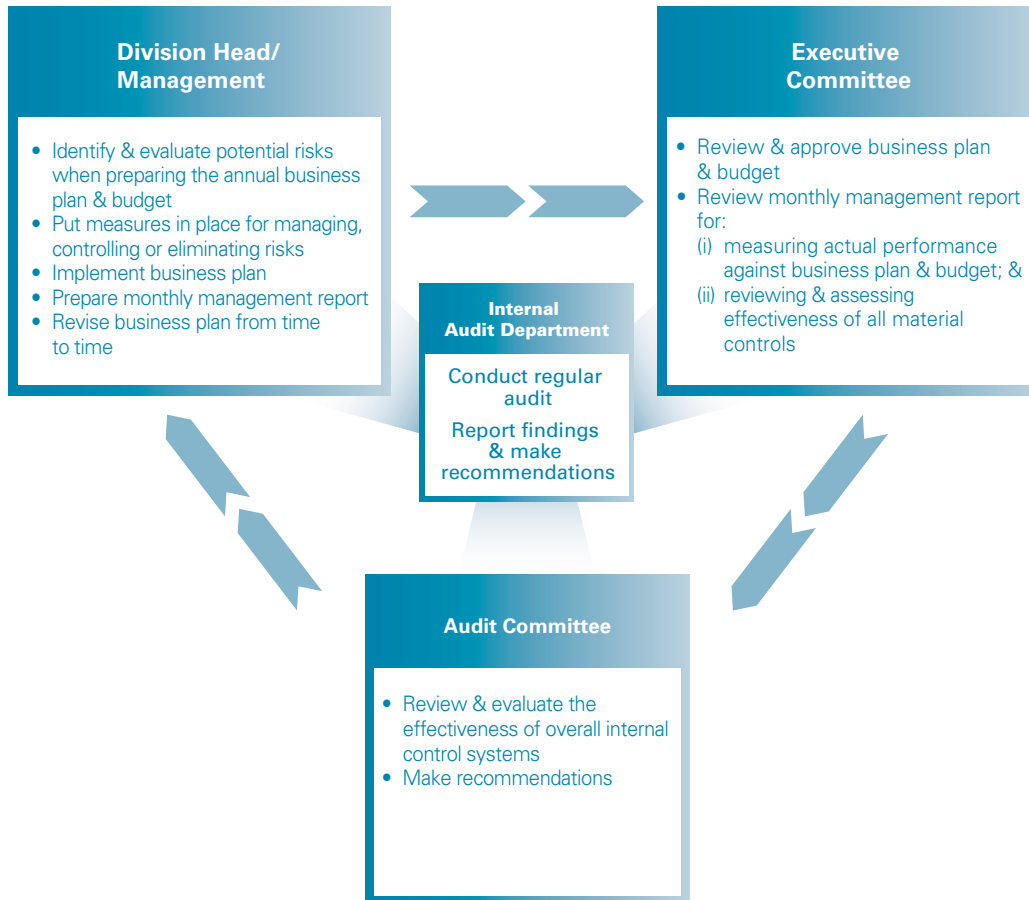 Division Head/
Management
• Identify & evaluate potential risks
when preparing the annual business
plan & budget
• Put measures in place for managing,
controlling or eliminating risks
• Implement business plan
• Prepare monthly management report
• Revise business plan from time
to time
Executive
Committee
• Review & approve business plan
& budget
• Review monthly management report
for:
(i) measuring actual performance
against business plan & budget; &
(ii) reviewing & assessing
effectiveness of all material
controls
Internal
Audit Department
Conduct regular
audit
Report findings
& make
recommendations
Audit Committee
• Review & evaluate the
effectiveness of overall internal
control systems
• Make recommendations